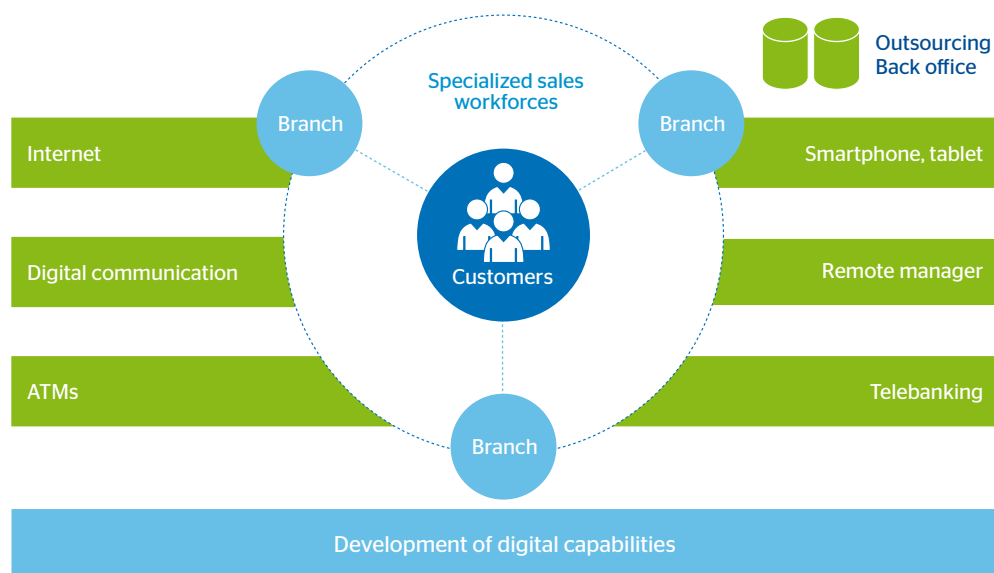 Outsourcing
Back office
Specialized sales
workforces
Branch
Branch
Internet
Smartphone, tablet
Digital communication
Customers
Remote manager
ATMs
Telebanking
Branch
Development of digital capabilities